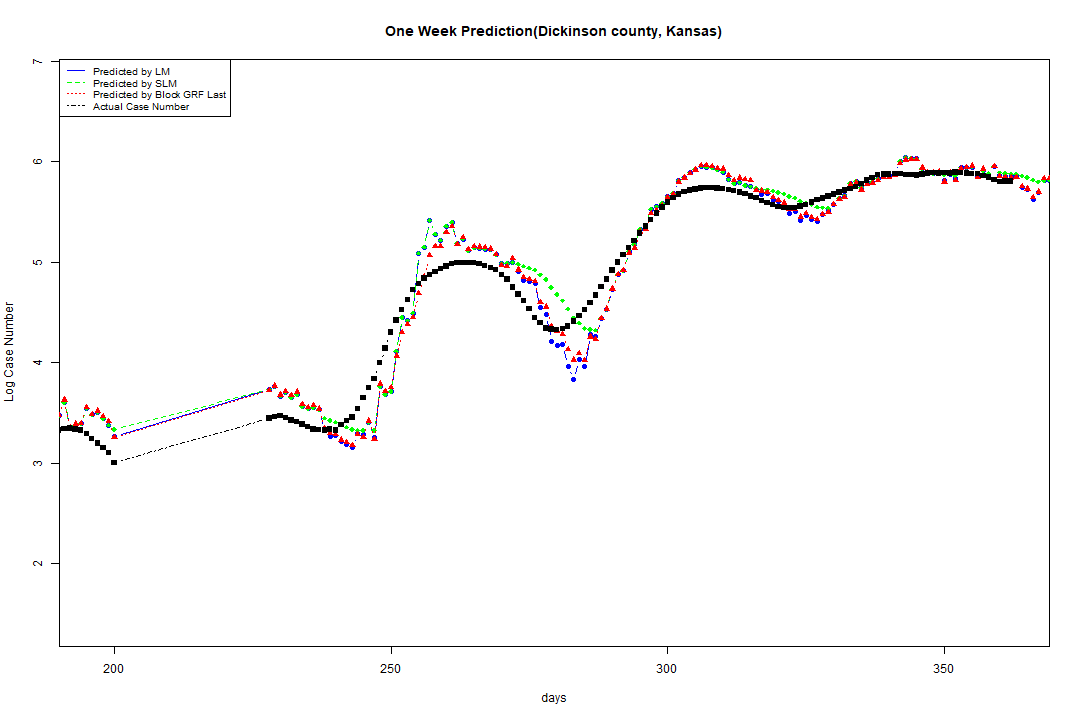 One Week Prediction(Dickinson county, Kansas)
Predicted by LM
Predicted by SLM
Predicted by Block GRF Last
Actual Case Number
7
6
5
4
3
2
Log Case Number
200 250 300 350
days